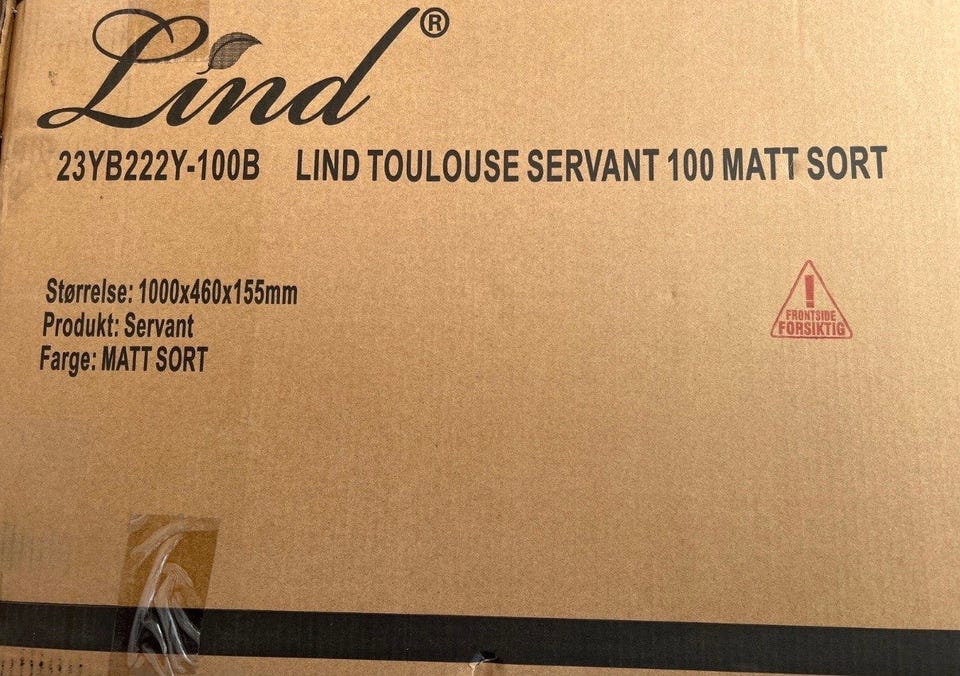 Lind®
23YB222Y-100B LIND TOULOUSE SERVANT 100 MATT SORT
Størrelse: 1000x460x155mm
Produkt: Servant
Farge: MATT SORT
!
FRONTSIDE
FORSIKTIG